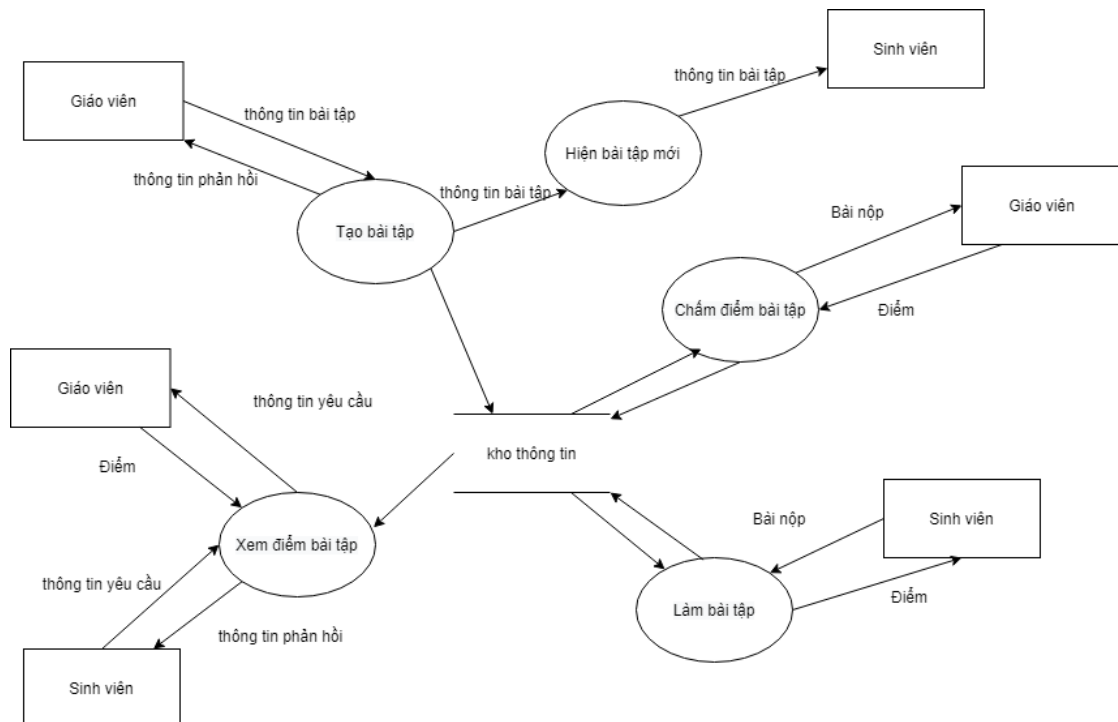 Sinh viên
thông tin bài tập
Giáo viên
thông tin bài tập
Hiện bài tập mới
thông tin phản hồi
thông tin bài tập
Tạo bài tập
Bài nộp
Giáo viên
Chấm điểm bài tập
Điểm
Giáo viên
thông tin yêu cầu
kho thông tin
Điểm
Bài nộp
Sinh viên
Xem điểm bài tập
thông tin yêu cầu
Điểm
Làm bài tập
thông tin phản hồi
Sinh viên